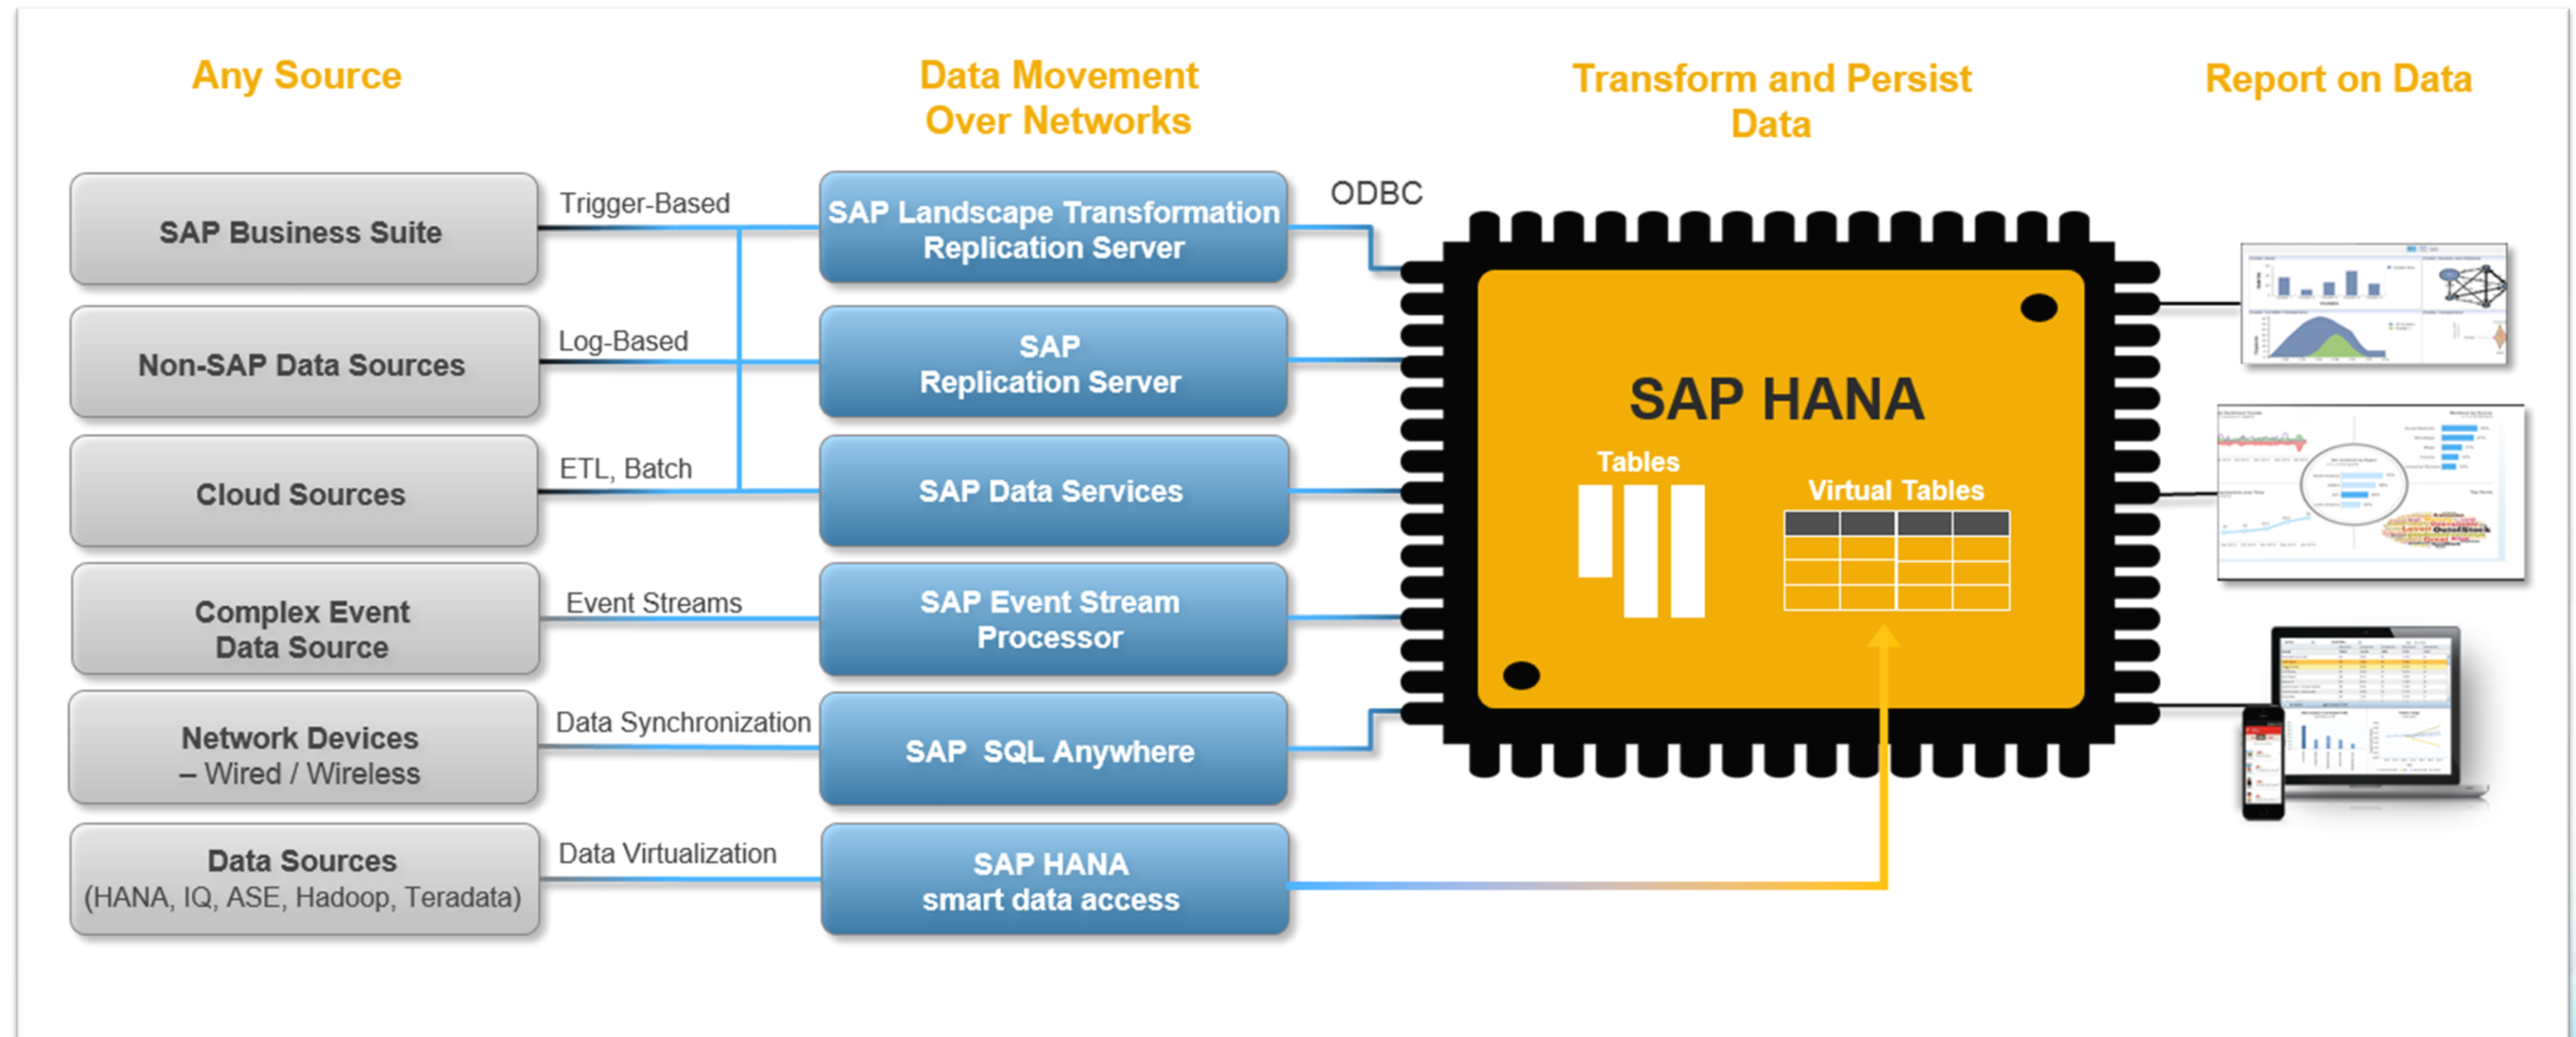 Any Source
Data Movement
Over Networks
Transform and Persist
Data
Report on Data
SAP Business Suite
Trigger-Based
SAP Landscape Transformation
Replication Server
ODBC
Non-SAP Data Sources
Log-Based
SAP
Replication Server
Cloud Sources
ETL, Batch
SAP Data Services
Complex Event
Data Source
Event Streams
SAP Event Stream
Processor
Network Devices
– Wired / Wireless
Data Synchronization
SAP SQL Anywhere
Data Sources
(HANA, IQ, ASE, Hadoop, Teradata)
Data Virtualization
SAP HANA
smart data access
SAP HANA
Tables
Virtual Tables